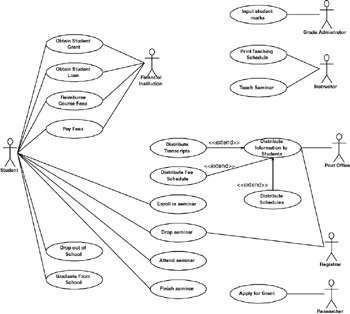 Obtain Student
Grant
Obtain Student
Loan
Reimburse
Course Fees
Pay Fees
Financial
Institution
Input student
marks
Grade Admistrator
Print Teaching
Schedule
Teach Seminar
Instructor
Student
Distribute
Transcripts
<<extend>>
Distribute
Information to
Students
Post Office
Distribute Fee
Schedule
<<extend>>
<<extend>>
Distribute
Schedules
Enroll in seminar
Drop seminar
Registrar
Drop out of
School
Attend seminar
Graduate From
School
Finish seminar
Apply for Grant
Researcher